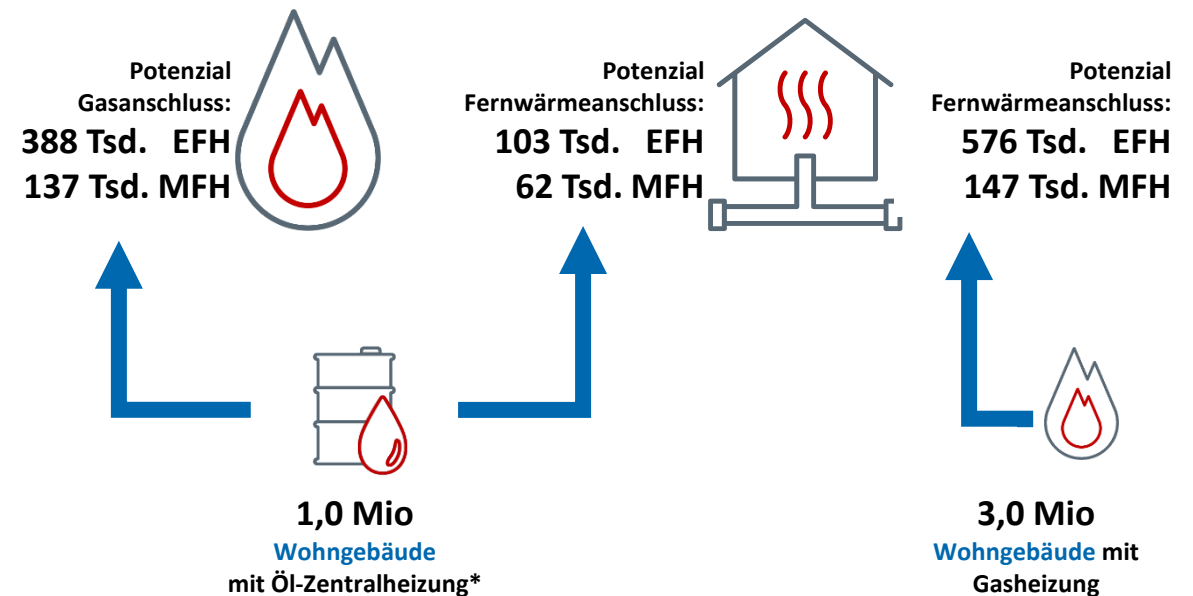 Potenzial
Gasanschluss:
388 Tsd. EFH
137 Tsd. MFH
Potenzial
Fernwärmeanschluss:
103 Tsd. EFH
62 Tsd. MFH
Potenzial
Fernwärmeanschluss:
576 Tsd. EFH
147 Tsd. MFH
1,0 Mio
Wohngebäude
mit Öl-Zentralheizung*
3,0 Mio
Wohngebäude mit
Gasheizung